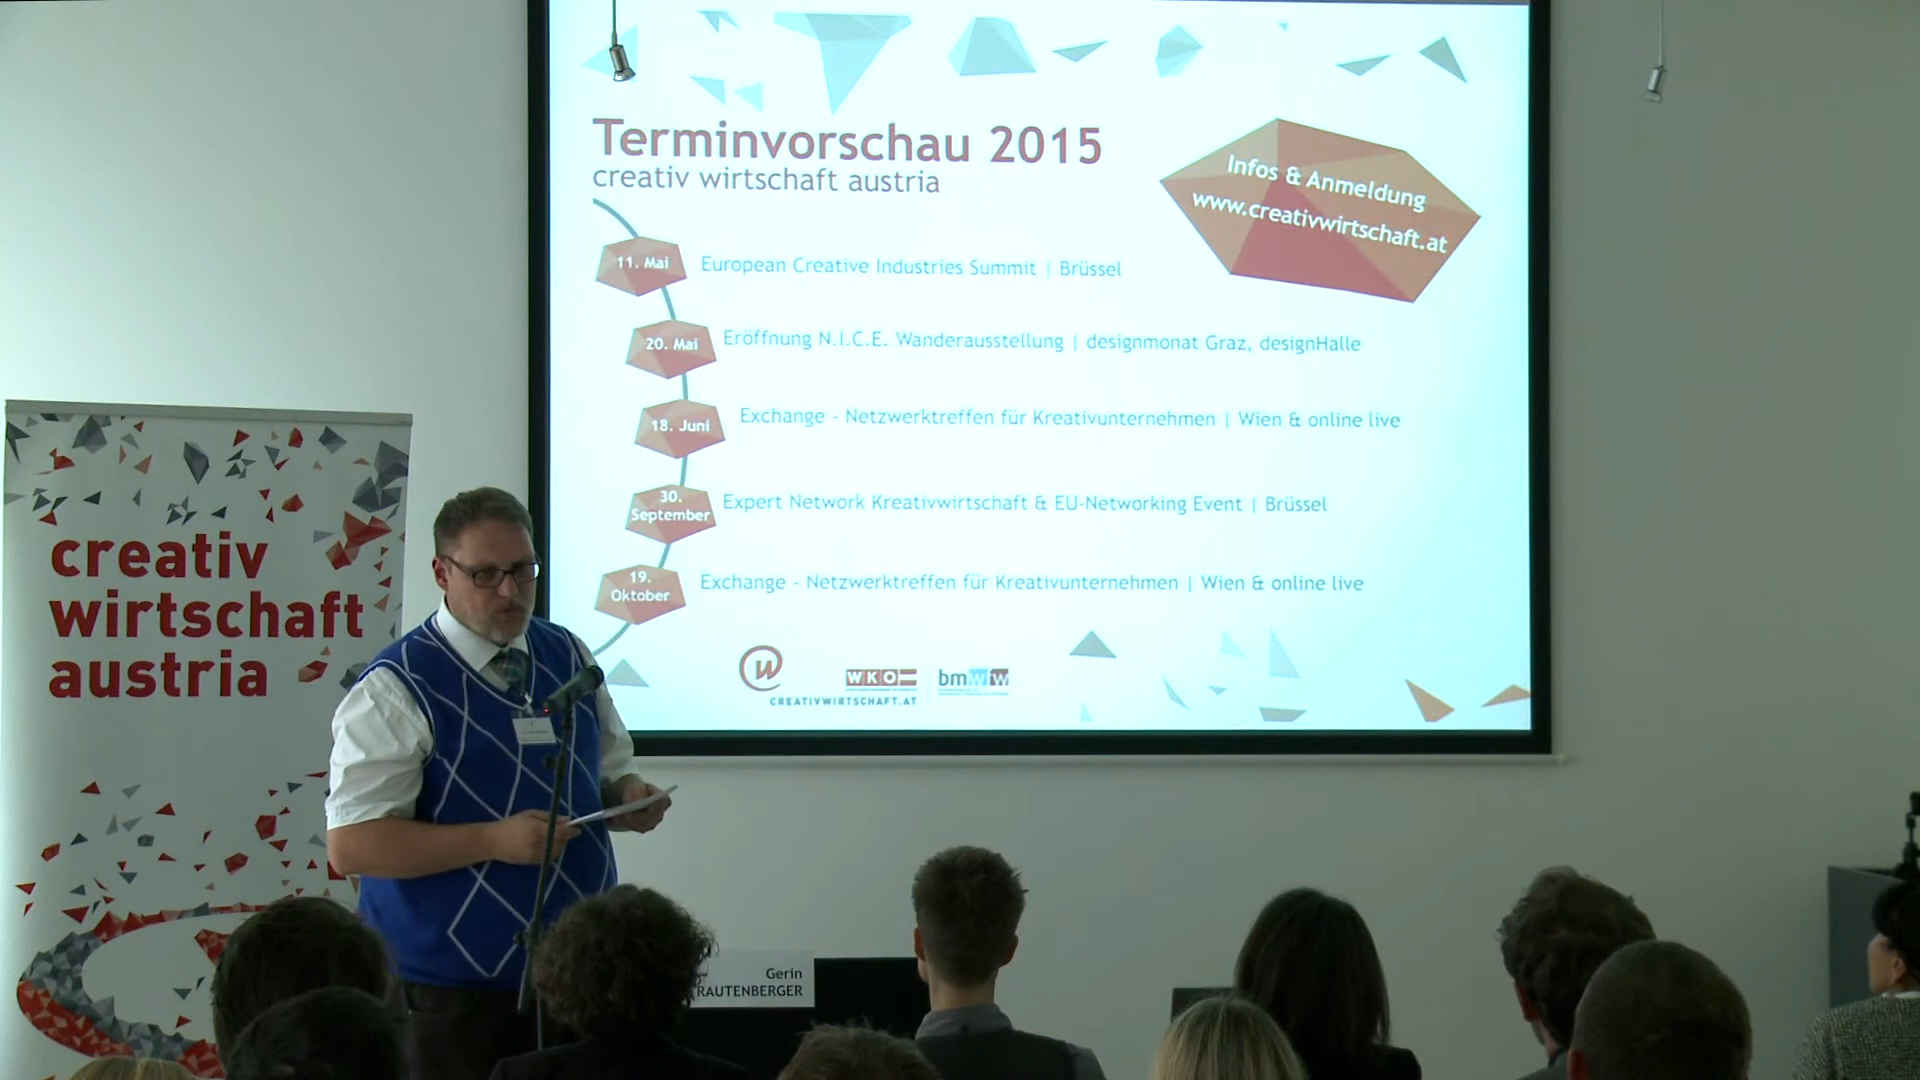 Terminvorschau 2015
creativ wirtschaft austria
Infos & Anmeldung
www.creativwirtschaft.at
11. Mai
European Creative Industries Summit | Brüssel
20. Mai
Eröffnung N.I.C.E. Wanderausstellung | designmonat Graz, designHalle
18. Juni
Exchange - Netzwerktreffen für Kreativunternehmen | Wien & online live
30.
September
Expert Network Kreativwirtschaft & EU-Networking Event | Brüssel
19.
Oktober
Exchange - Netzwerktreffen für Kreativunternehmen | Wien & online live
CREATIVWIRTSCHAFT.AT
WKO
bmwfw
creativ
wirtschaft
austria
Gerin
RAUTENBERGER